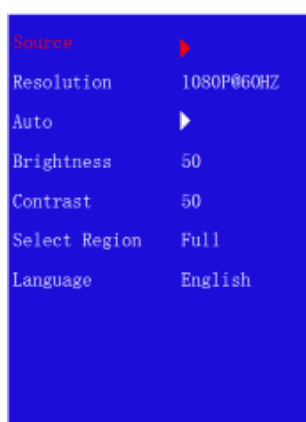 Source
Resolution 1080P@60HZ
Auto
Brightness 50
Contrast 50
Select Region Full
Language English